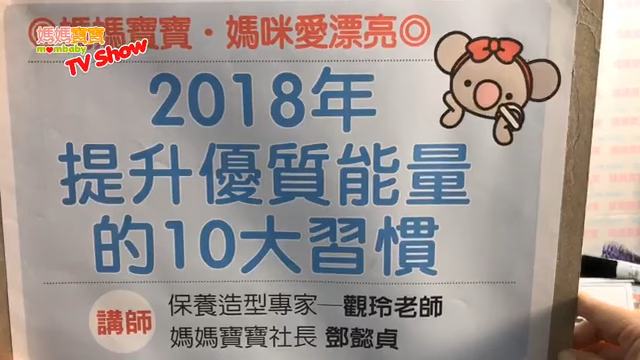 媽媽寶寶
mombaby
TV Show
◎媽媽寶寶・媽咪愛漂亮◎
2018年
提升優質能量
的10大習慣
講師
保養造型專家—觀玲老師
媽媽寶寶社長 鄧懿貞